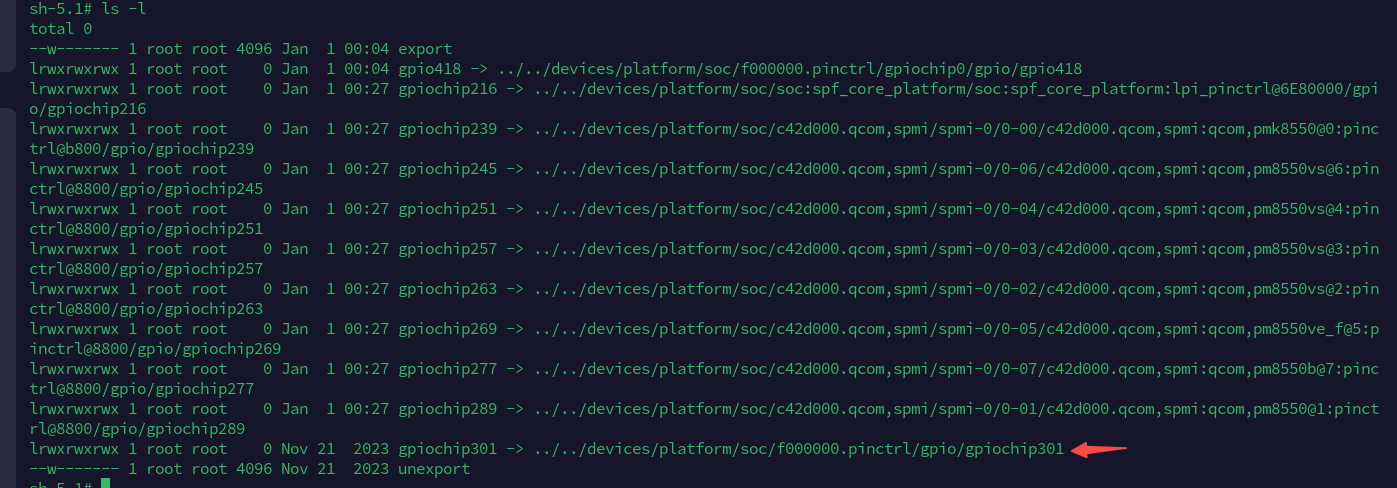 sh-5.1# ls -l
total 0
--w------- 1 root root 4096 Jan  1 00:04 export
lrwxrwxrwx 1 root root    0 Jan  1 00:04 gpio418 -> ../../devices/platform/soc/f000000.pinctrl/gpiochip0/gpio/gpio418
lrwxrwxrwx 1 root root    0 Jan  1 00:27 gpiochip216 -> ../../devices/platform/soc/soc:spf_core_platform/soc:spf_core_platform:lpi_pinctrl@6E80000/gpi
o/gpiochip216
lrwxrwxrwx 1 root root    0 Jan  1 00:27 gpiochip239 -> ../../devices/platform/soc/c42d000.qcom,spmi/spmi-0/0-00/c42d000.qcom,spmi:qcom,pmk8550@0:pinc
trl@b800/gpio/gpiochip239
lrwxrwxrwx 1 root root    0 Jan  1 00:27 gpiochip245 -> ../../devices/platform/soc/c42d000.qcom,spmi/spmi-0/0-06/c42d000.qcom,spmi:qcom,pm8550vs@6:pin
ctrl@8800/gpio/gpiochip245
lrwxrwxrwx 1 root root    0 Jan  1 00:27 gpiochip251 -> ../../devices/platform/soc/c42d000.qcom,spmi/spmi-0/0-04/c42d000.qcom,spmi:qcom,pm8550vs@4:pin
ctrl@8800/gpio/gpiochip251
lrwxrwxrwx 1 root root    0 Jan  1 00:27 gpiochip257 -> ../../devices/platform/soc/c42d000.qcom,spmi/spmi-0/0-03/c42d000.qcom,spmi:qcom,pm8550vs@3:pin
ctrl@8800/gpio/gpiochip257
lrwxrwxrwx 1 root root    0 Jan  1 00:27 gpiochip263 -> ../../devices/platform/soc/c42d000.qcom,spmi/spmi-0/0-02/c42d000.qcom,spmi:qcom,pm8550vs@2:pin
ctrl@8800/gpio/gpiochip263
lrwxrwxrwx 1 root root    0 Jan  1 00:27 gpiochip269 -> ../../devices/platform/soc/c42d000.qcom,spmi/spmi-0/0-05/c42d000.qcom,spmi:qcom,pm8550ve_f@5:p
inctrl@8800/gpio/gpiochip269
lrwxrwxrwx 1 root root    0 Jan  1 00:27 gpiochip277 -> ../../devices/platform/soc/c42d000.qcom,spmi/spmi-0/0-07/c42d000.qcom,spmi:qcom,pm8550b@7:pinc
trl@8800/gpio/gpiochip277
lrwxrwxrwx 1 root root    0 Jan  1 00:27 gpiochip289 -> ../../devices/platform/soc/c42d000.qcom,spmi/spmi-0/0-01/c42d000.qcom,spmi:qcom,pm8550@1:pinct
rl@8800/gpio/gpiochip289
lrwxrwxrwx 1 root root    0 Nov 21  2023 gpiochip301 -> ../../devices/platform/soc/f000000.pinctrl/gpio/gpiochip301
--w------- 1 root root 4096 Nov 21  2023 unexport
sh-5.1#